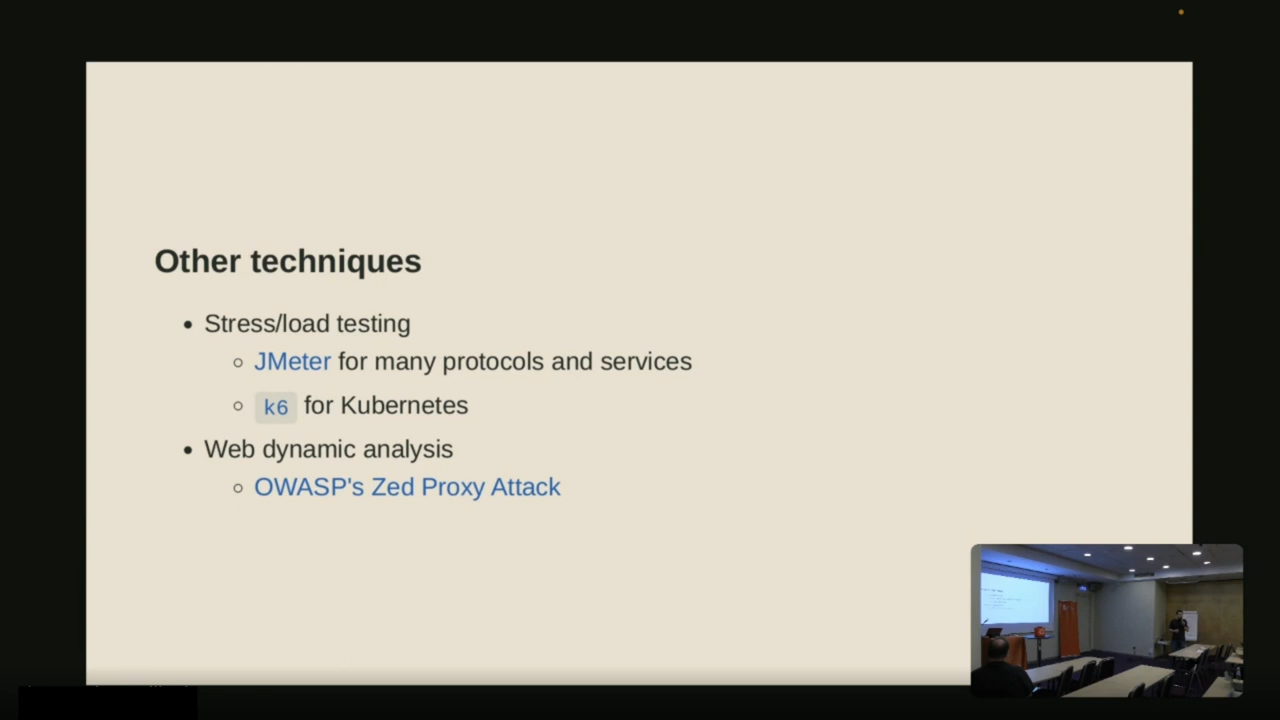 Other techniques
Stress/load testing
JMeter for many protocols and services
k6 for Kubernetes
Web dynamic analysis
OWASP's Zed Proxy Attack